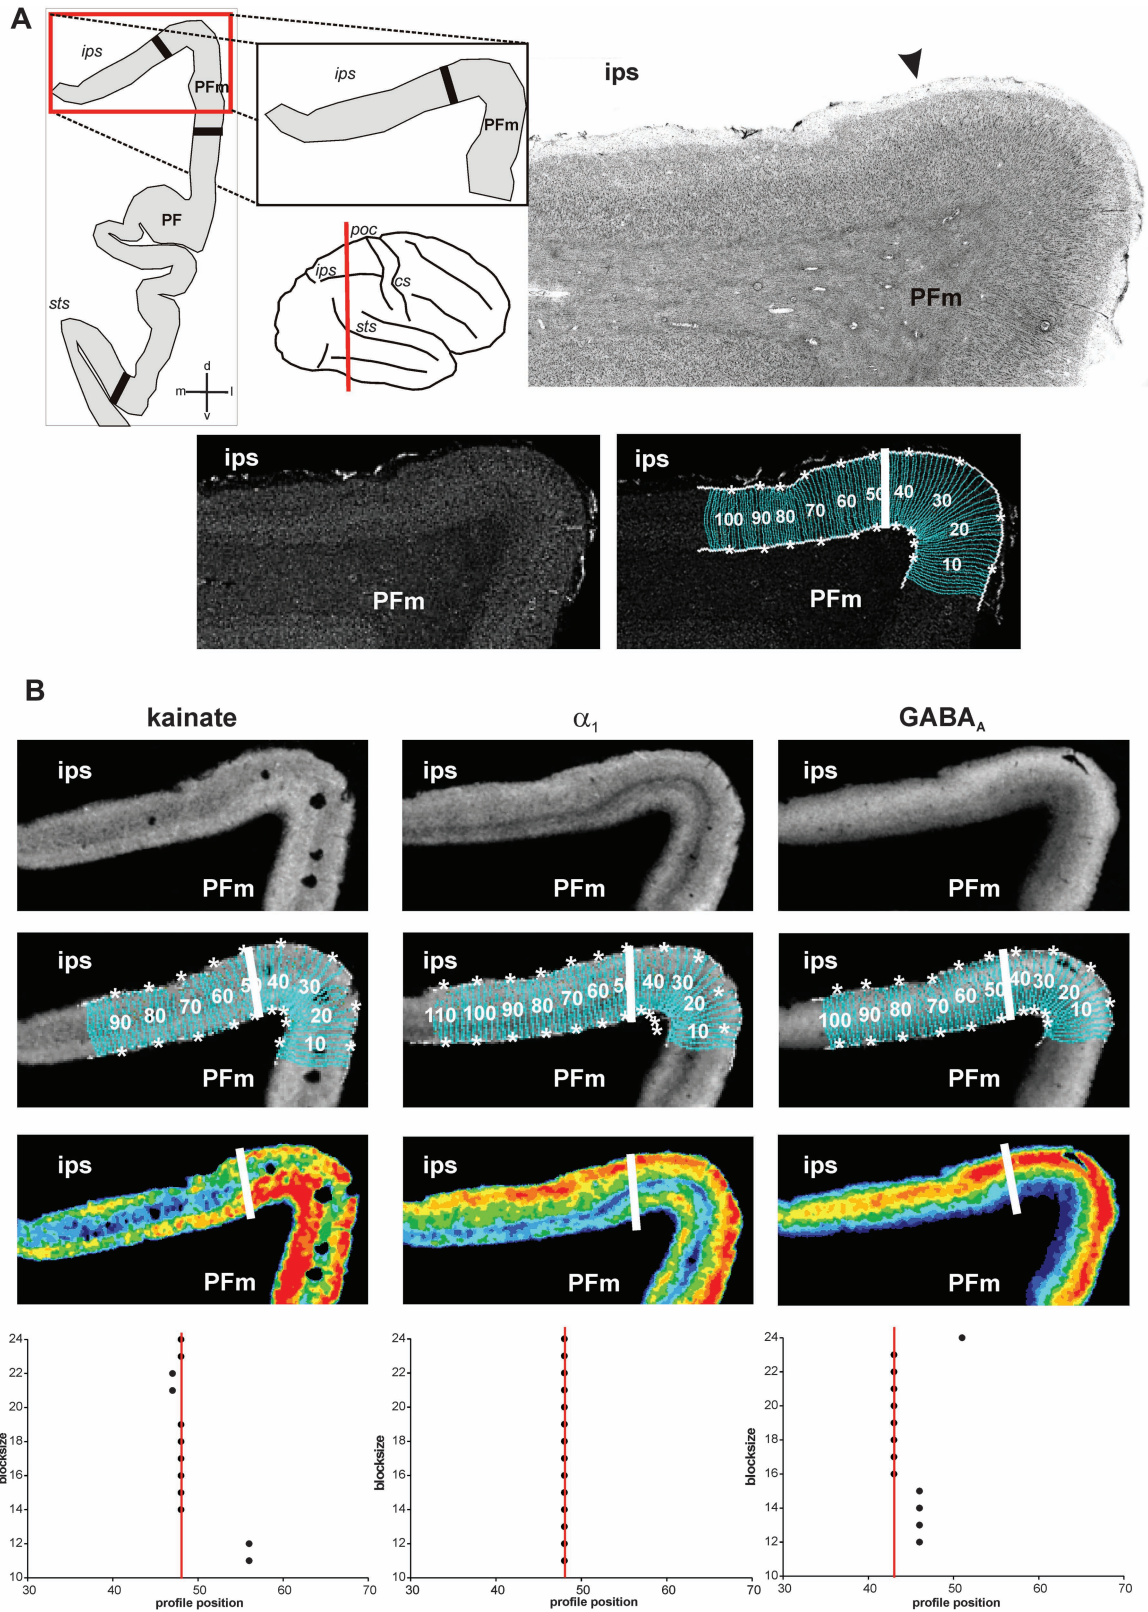 A
ips
PFm
PF
sts
d
m
l
v
ips
PFm
ips
PFm
poc
ips
cs
sts
ips
PFm
ips
100 90 80 70 60 50 40 30 20 10
PFm
B
kainate
α1
GABAA
ips
PFm
ips
PFm
ips
PFm
ips
90 80 70 60 50 40 30 20 10
PFm
ips
110 100 90 80 70 60 50 40 30 20 10
PFm
ips
100 90 80 70 60 50 40 30 20 10
PFm
ips
PFm
ips
PFm
ips
PFm
24
22
20
18
16
14
12
10
blocksize
30 40 50 60 70
profile position
24
22
20
18
16
14
12
10
blocksize
30 40 50 60 70
profile position
24
22
20
18
16
14
12
10
blocksize
30 40 50 60 70
profile position